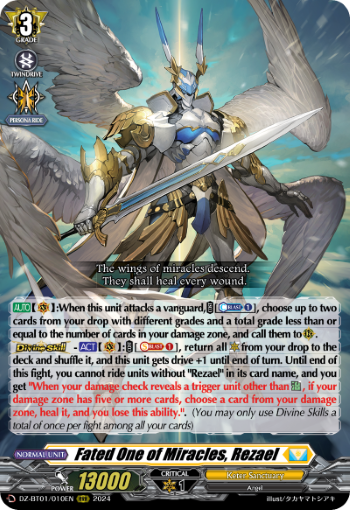 3
GRADE
TWINDRIVE
PERSONA RIDE
The wings of miracles descend.
They shall heal every wound.
AUTO【】:When this unit attacks a vanguard,[BLAST 1], choose up to two
cards from your drop with different grades and a total grade less than or
equal to the number of cards in your damage zone, and call them to.
Divine Skill - ACT【】:[BLAST 1], return all from your drop to
the deck and shuffle it, and this unit gets drive +1 until end of turn. Until end of
this fight, you cannot ride units without "Rezael" in its card name, and you
get "When your damage check reveals a trigger unit other than, if your
damage zone has five or more cards, choose a card from your damage
zone, heal it, and you lose this ability.". (You may only use Divine Skills a
total of once per fight among all your cards)
NORMAL UNIT
Fated One of Miracles, Rezael
POWER 13000
CRITICAL
1
Keter Sanctuary
Angel
DZ-BT01/010EN RRR 2024
illust/タカヤマトシアキ